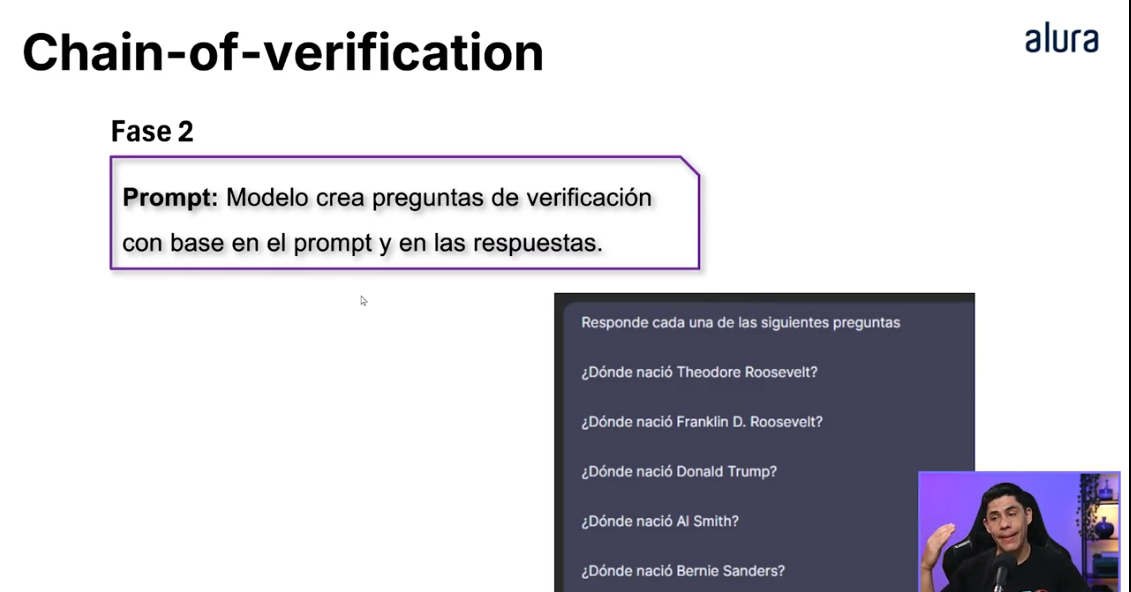 Chain-of-verification
alura
Fase 2
Prompt: Modelo crea preguntas de verificación
con base en el prompt y en las respuestas.
Responde cada una de las siguientes preguntas
¿Dónde nació Theodore Roosevelt?
¿Dónde nació Franklin D. Roosevelt?
¿Dónde nació Donald Trump?
¿Dónde nació Al Smith?
¿Dónde nació Bernie Sanders?